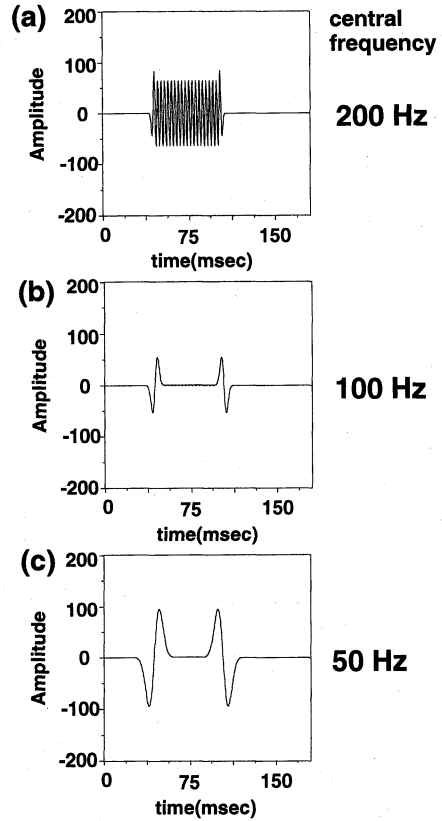 (a)
central
frequency
200 Hz
Amplitude
200
100
0
-100
-200
0 75 150
time(msec)
(b)
100 Hz
Amplitude
200
100
0
-100
-200
0 75 150
time(msec)
(c)
50 Hz
Amplitude
200
100
0
-100
-200
0 75 150
time(msec)